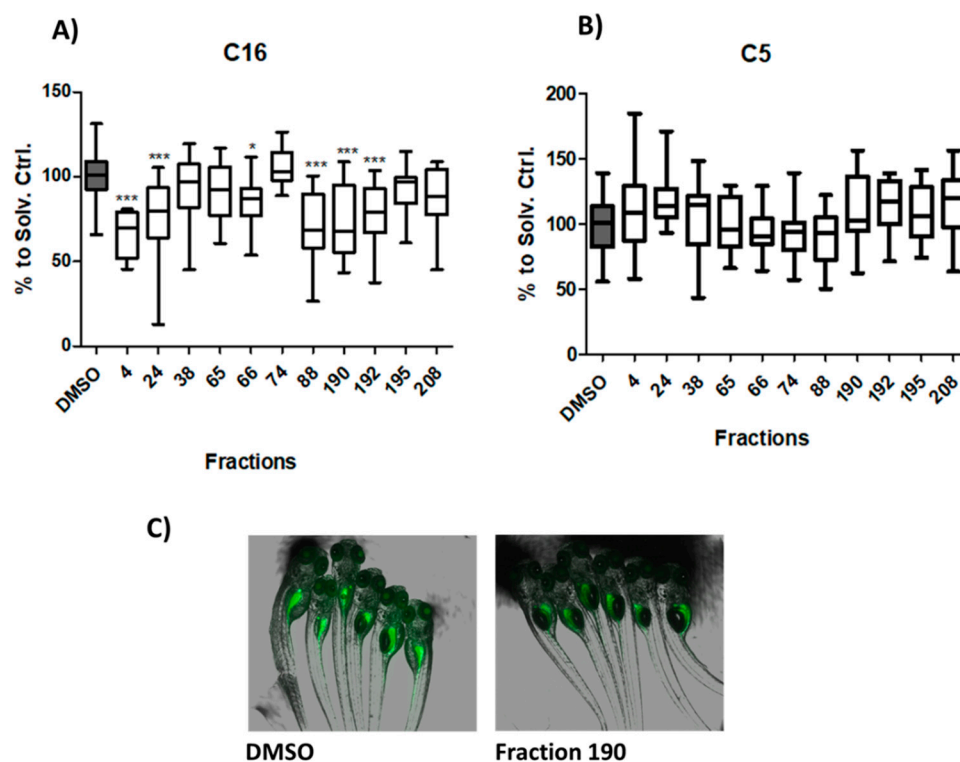 A)
C16
% to Solv. Ctrl.
150
100
50
0
***
***
*
***
***
***
DMSO 4 24 38 65 66 74 88 190 192 195 208
Fractions
B)
C5
% to Solv. Ctrl.
200
150
100
50
0
DMSO 4 24 38 65 66 74 88 190 192 195 208
Fractions
C)
DMSO
Fraction 190